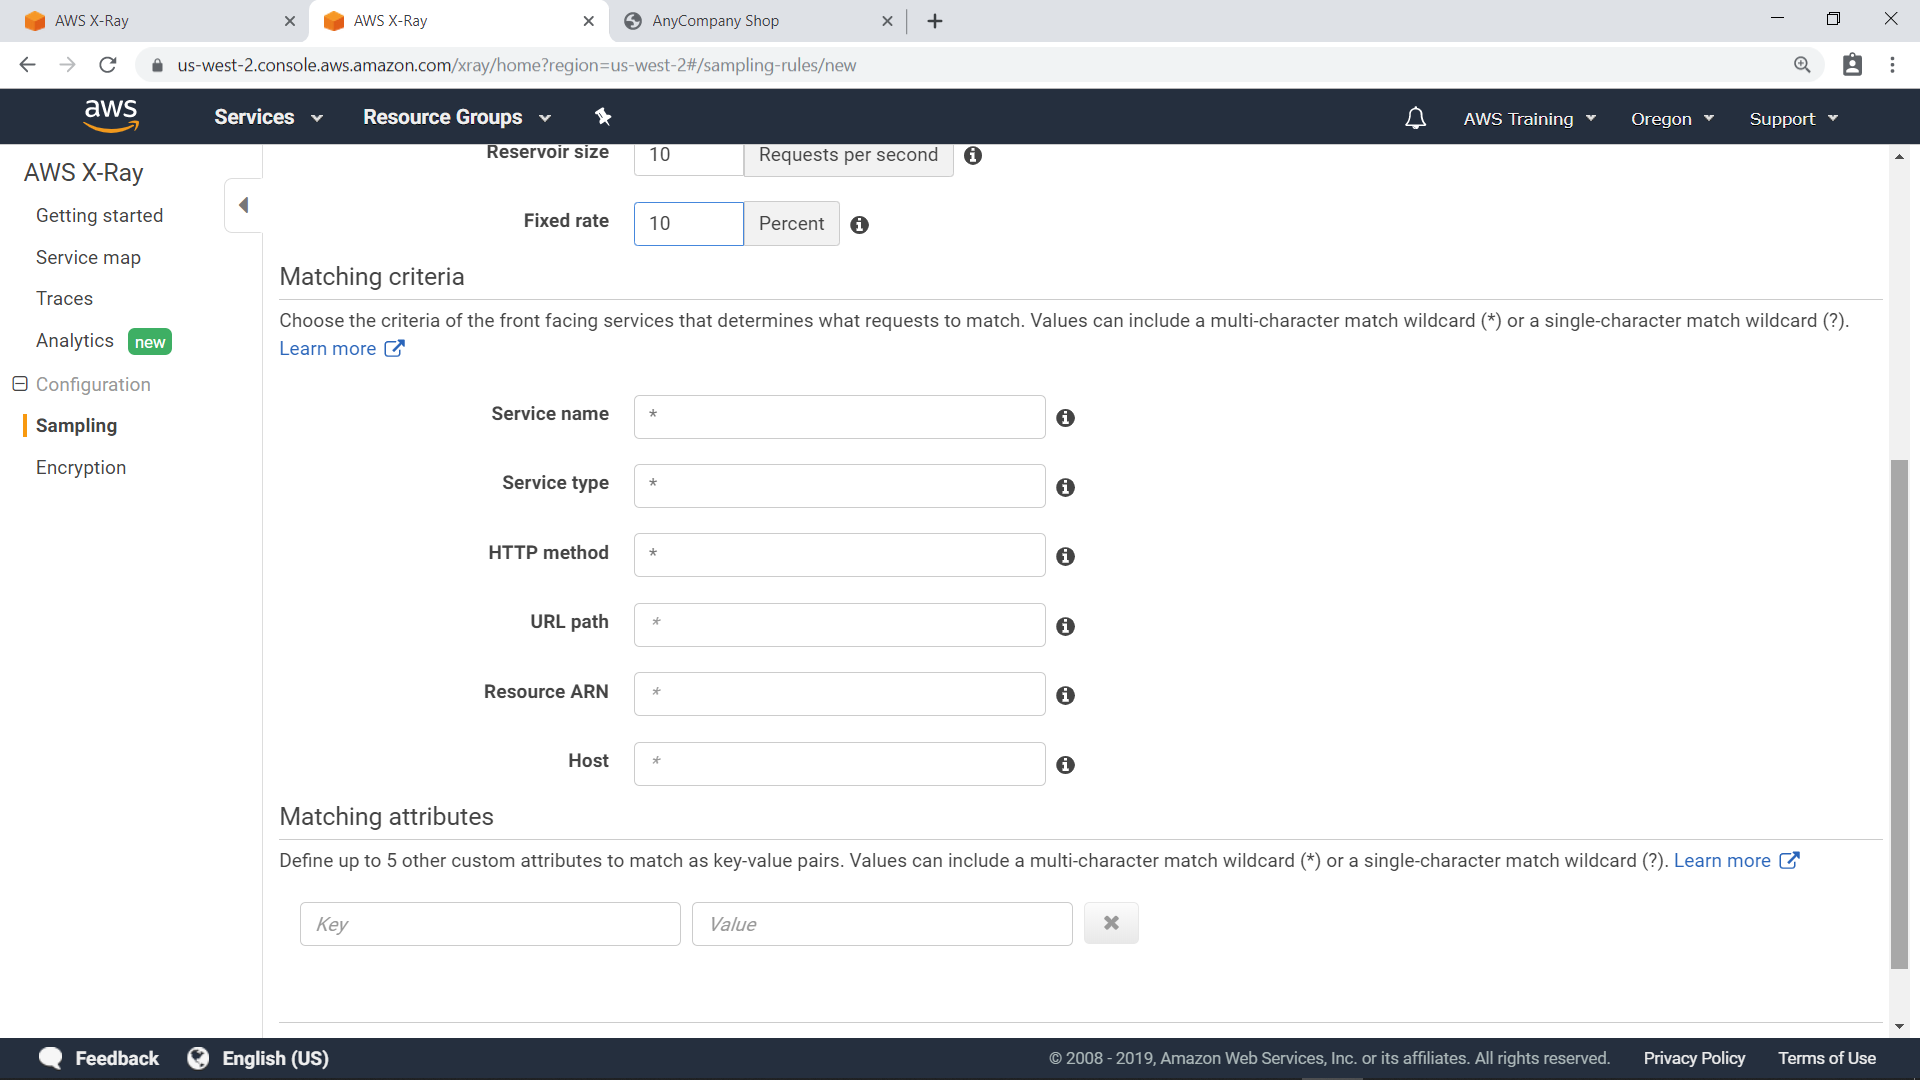 AWS X-Ray
AWS X-Ray
AnyCompany Shop
us-west-2.console.aws.amazon.com/xray/home?region=us-west-2#/sampling-rules/new
aws
Services
Resource Groups
AWS Training
Oregon
Support
AWS X-Ray
Getting started
Service map
Traces
Analytics new
Configuration
Sampling
Encryption
Reservoir size 10 Requests per second
Fixed rate 10 Percent
Matching criteria
Choose the criteria of the front facing services that determines what requests to match. Values can include a multi-character match wildcard (*) or a single-character match wildcard (?).
Learn more
Service name *
Service type *
HTTP method *
URL path *
Resource ARN *
Host *
Matching attributes
Define up to 5 other custom attributes to match as key-value pairs. Values can include a multi-character match wildcard (*) or a single-character match wildcard (?). Learn more
Key
Value
Feedback
English (US)
© 2008 - 2019, Amazon Web Services, Inc. or its affiliates. All rights reserved.
Privacy Policy
Terms of Use